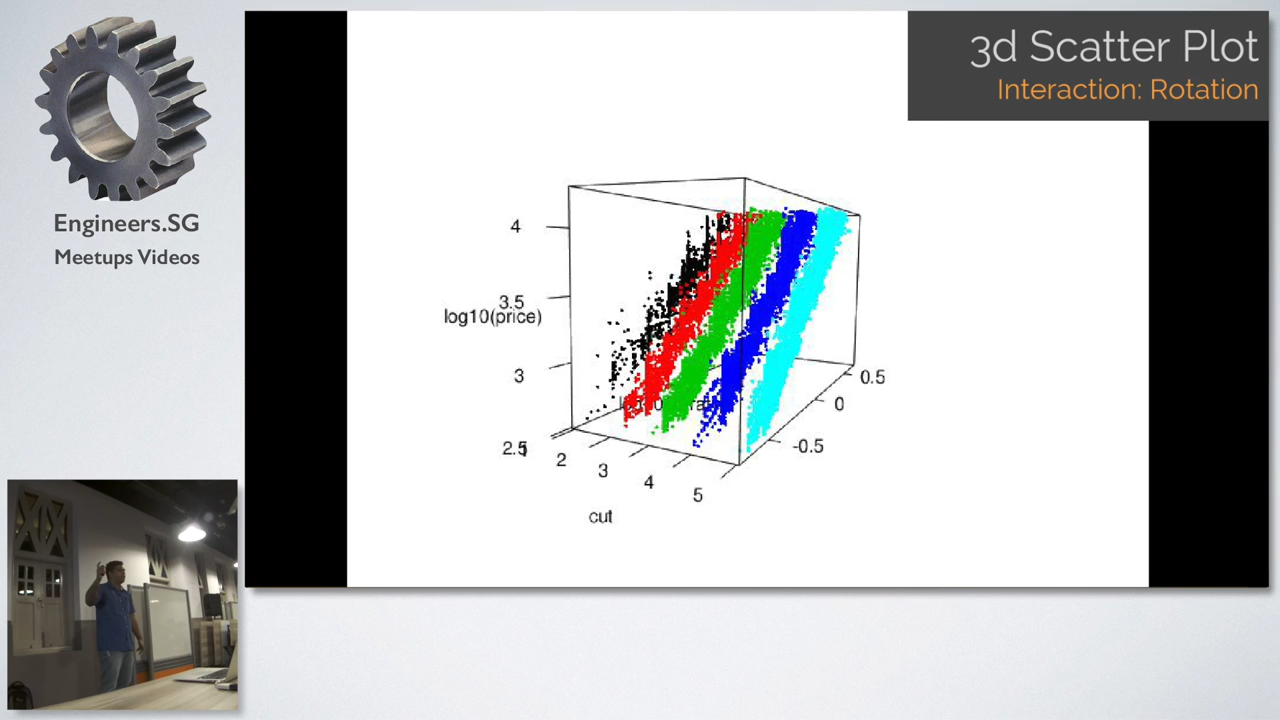 Engineers.SG
Meetups Videos
3d Scatter Plot
Interaction: Rotation
4
3.5
log10(price)
3
2.5
1
2
3
4
5
cut
0.5
0
-0.5